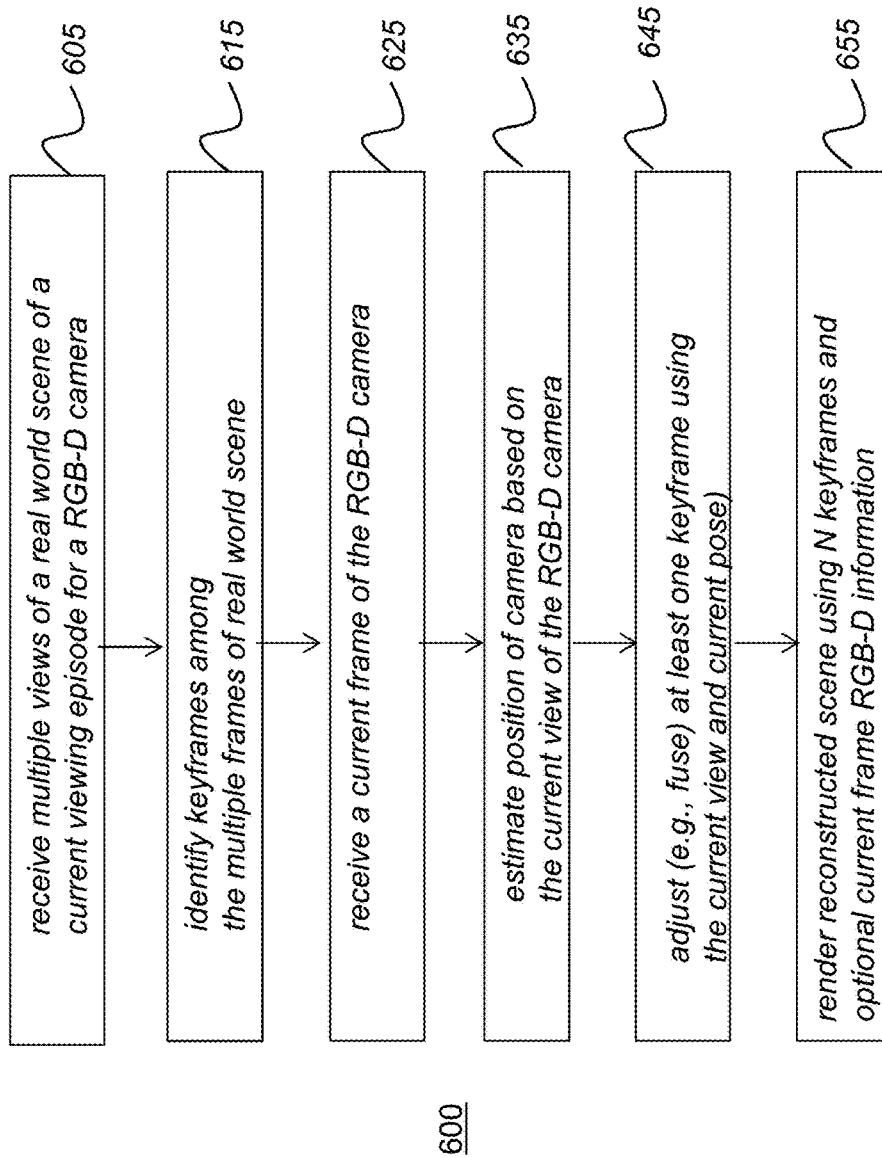 600
receive multiple views of a real world scene of a
current viewing episode for a RGB-D camera
605
identify keyframes among
the multiple frames of real world scene
615
receive a current frame of the RGB-D camera
625
estimate position of camera based on
the current view of the RGB-D camera
635
adjust (e.g., fuse) at least one keyframe using
the current view and current pose)
645
render reconstructed scene using N keyframes and
optional current frame RGB-D information
655